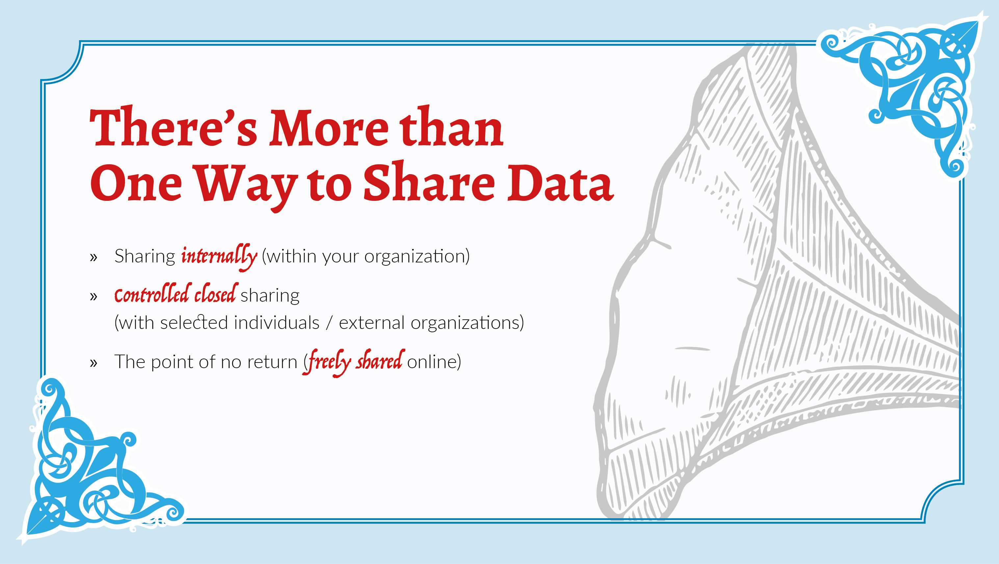 There’s More than
One Way to Share Data
» Sharing internally (within your organization)
» Controlled closed sharing
(with selected individuals / external organizations)
» The point of no return (freely shared online)